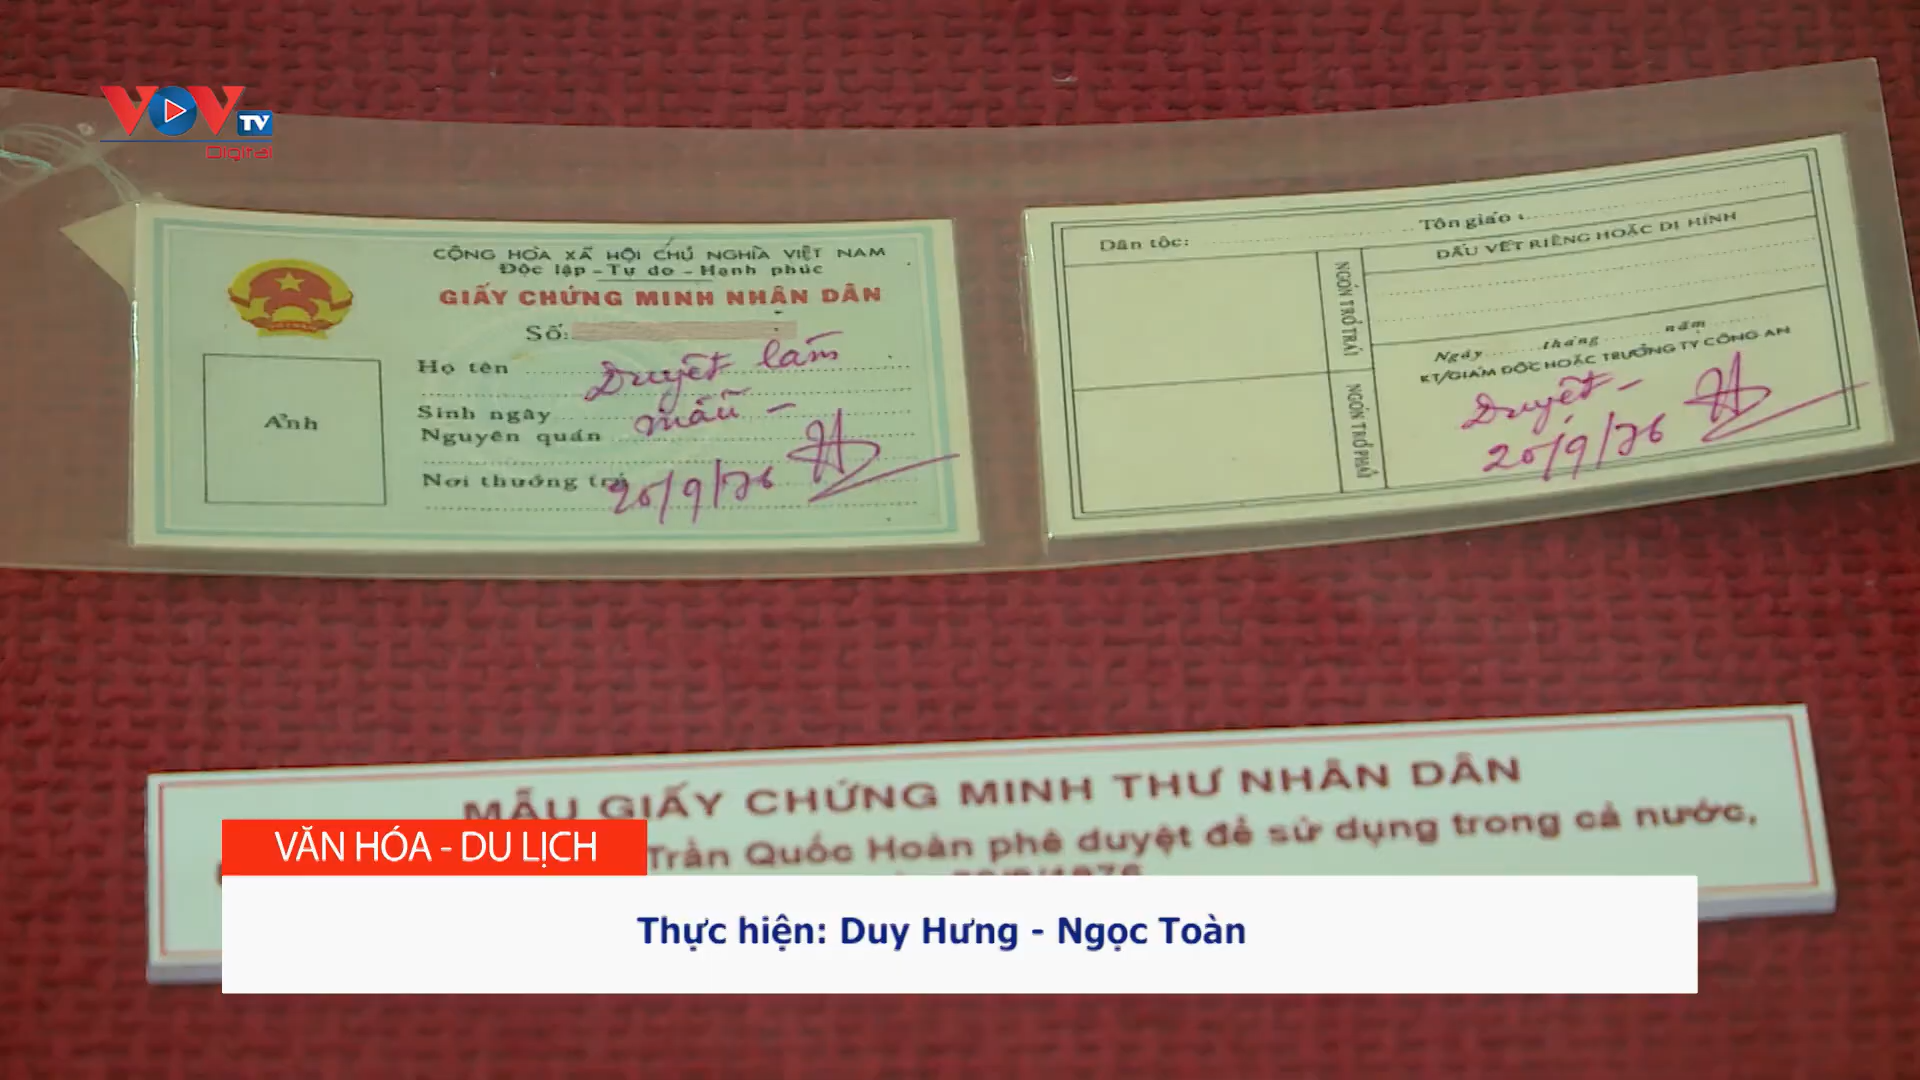 VOV TV
Digital
CỘNG HÒA XÃ HỘI CHỦ NGHĨA VIỆT NAM
Độc lập - Tự do - Hạnh phúc
GIẤY CHỨNG MINH NHÂN DÂN
Số:
Họ tên Duyệt làm
Sinh ngày mẫu -
Nguyên quán
Nơi thường trú 20/9/76
Ảnh
VIỆT NAM
Dân tộc: Tôn giáo:
DẤU VẾT RIÊNG HOẶC DỊ HÌNH
NGÓN TRỎ TRÁI
NGÓN TRỎ PHẢI
Ngày tháng năm
KT/GIÁM ĐỐC HOẶC TRƯỞNG TY CÔNG AN
Duyệt -
20/9/76
MẪU GIẤY CHỨNG MINH THƯ NHÂN DÂN
Trần Quốc Hoàn phê duyệt để sử dụng trong cả nước,
VĂN HÓA - DU LỊCH
Thực hiện: Duy Hưng - Ngọc Toàn